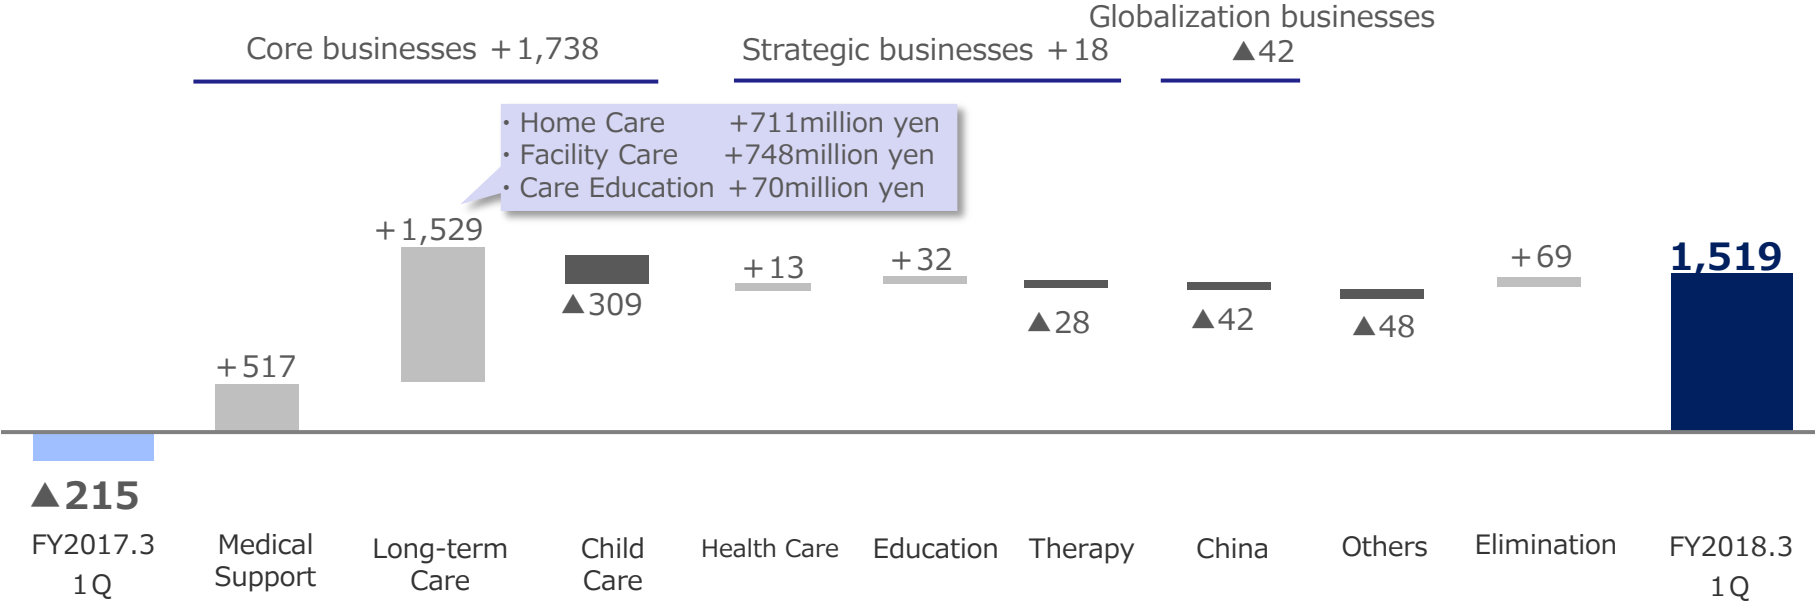 Globalization businesses
Core businesses +1,738
Strategic businesses +18
▲42
・Home Care +711million yen
・Facility Care +748million yen
・Care Education +70million yen
+1,529
+517
▲309
+13
+32
▲28
▲42
▲48
+69
1,519
▲215
FY2017.3
1Q
Medical
Support
Long-term
Care
Child
Care
Health Care
Education
Therapy
China
Others
Elimination
FY2018.3
1Q